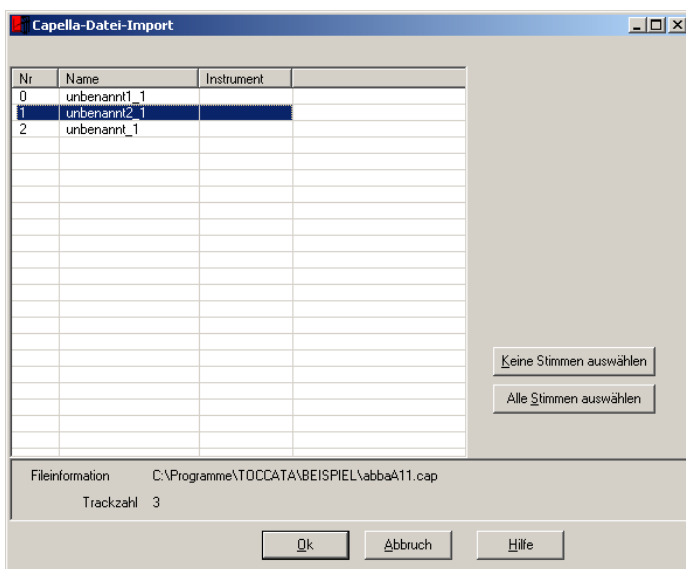 Capella-Datei-Import
Nr Name Instrument
0 unbenannt1_1
1 unbenannt2_1
2 unbenannt_1
Keine Stimmen auswählen
Alle Stimmen auswählen
Fileinformation C:\Programme\TOCCATA\BEISPIEL\abbaA11.cap
Trackzahl 3
Ok Abbruch Hilfe